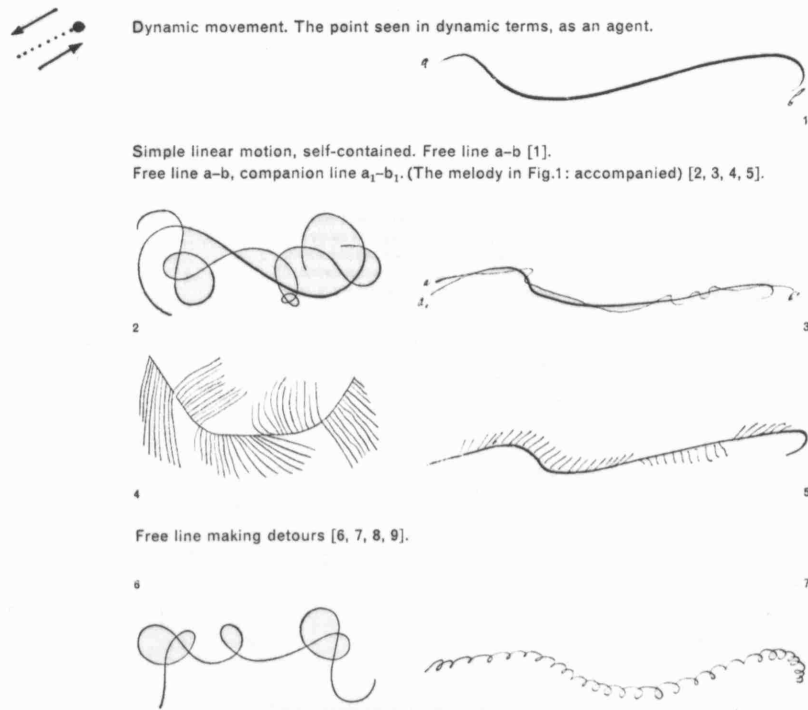 Dynamic movement. The point seen in dynamic terms, as an agent.
a
b
1
Simple linear motion, self-contained. Free line a–b [1].
Free line a–b, companion line a₁–b₁. (The melody in Fig.1: accompanied) [2, 3, 4, 5].
a
a₁
b
2
3
4
5
Free line making detours [6, 7, 8, 9].
6
7